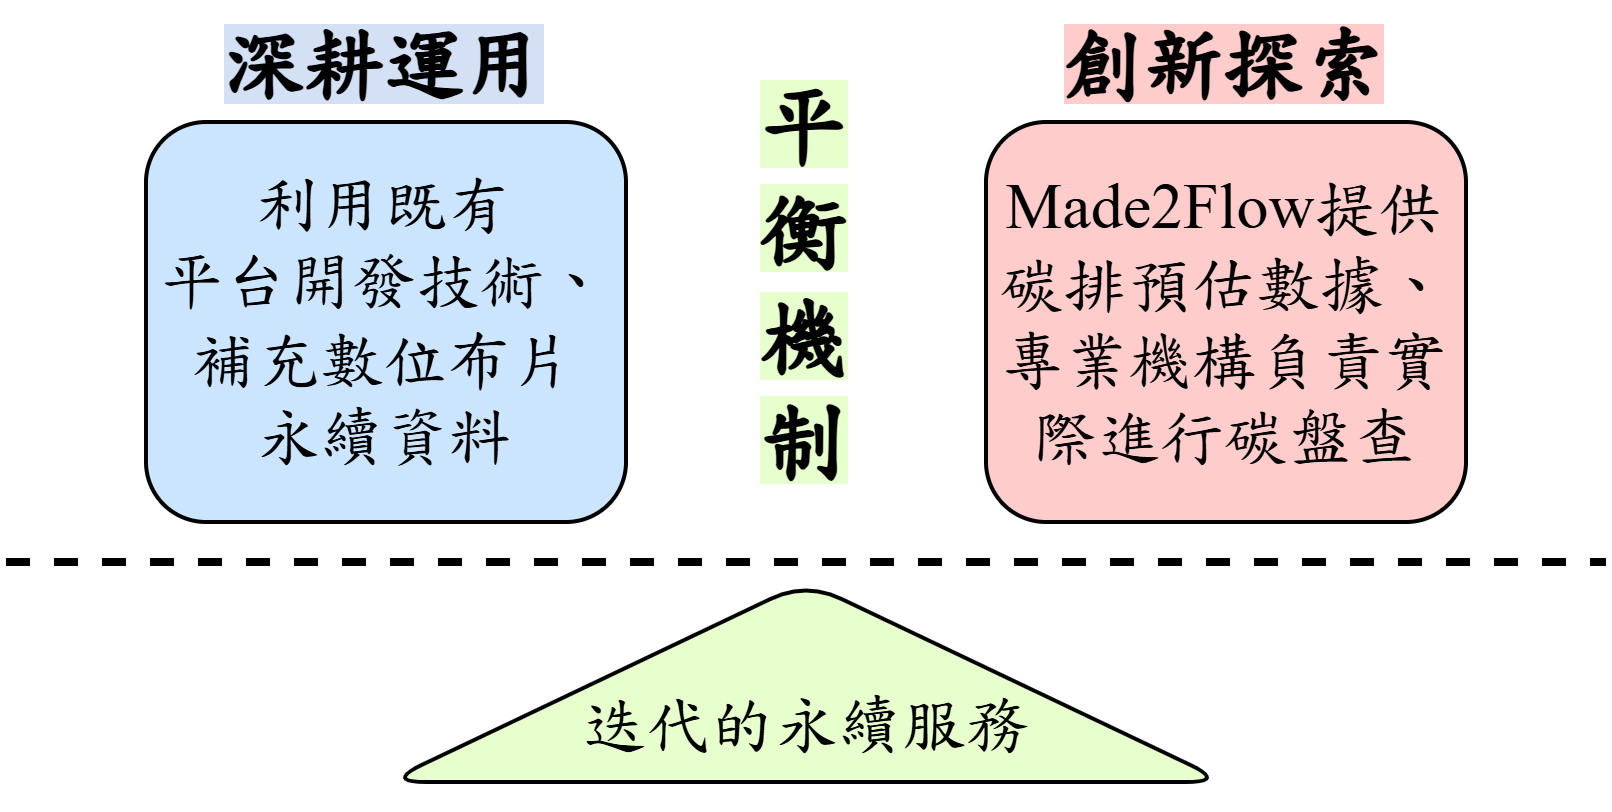 深耕運用
利用既有
平台開發技術、
補充數位布片
永續資料
平
衡
機
制
創新探索
Made2Flow提供
碳排預估數據、
專業機構負責實
際進行碳盤查
迭代的永續服務